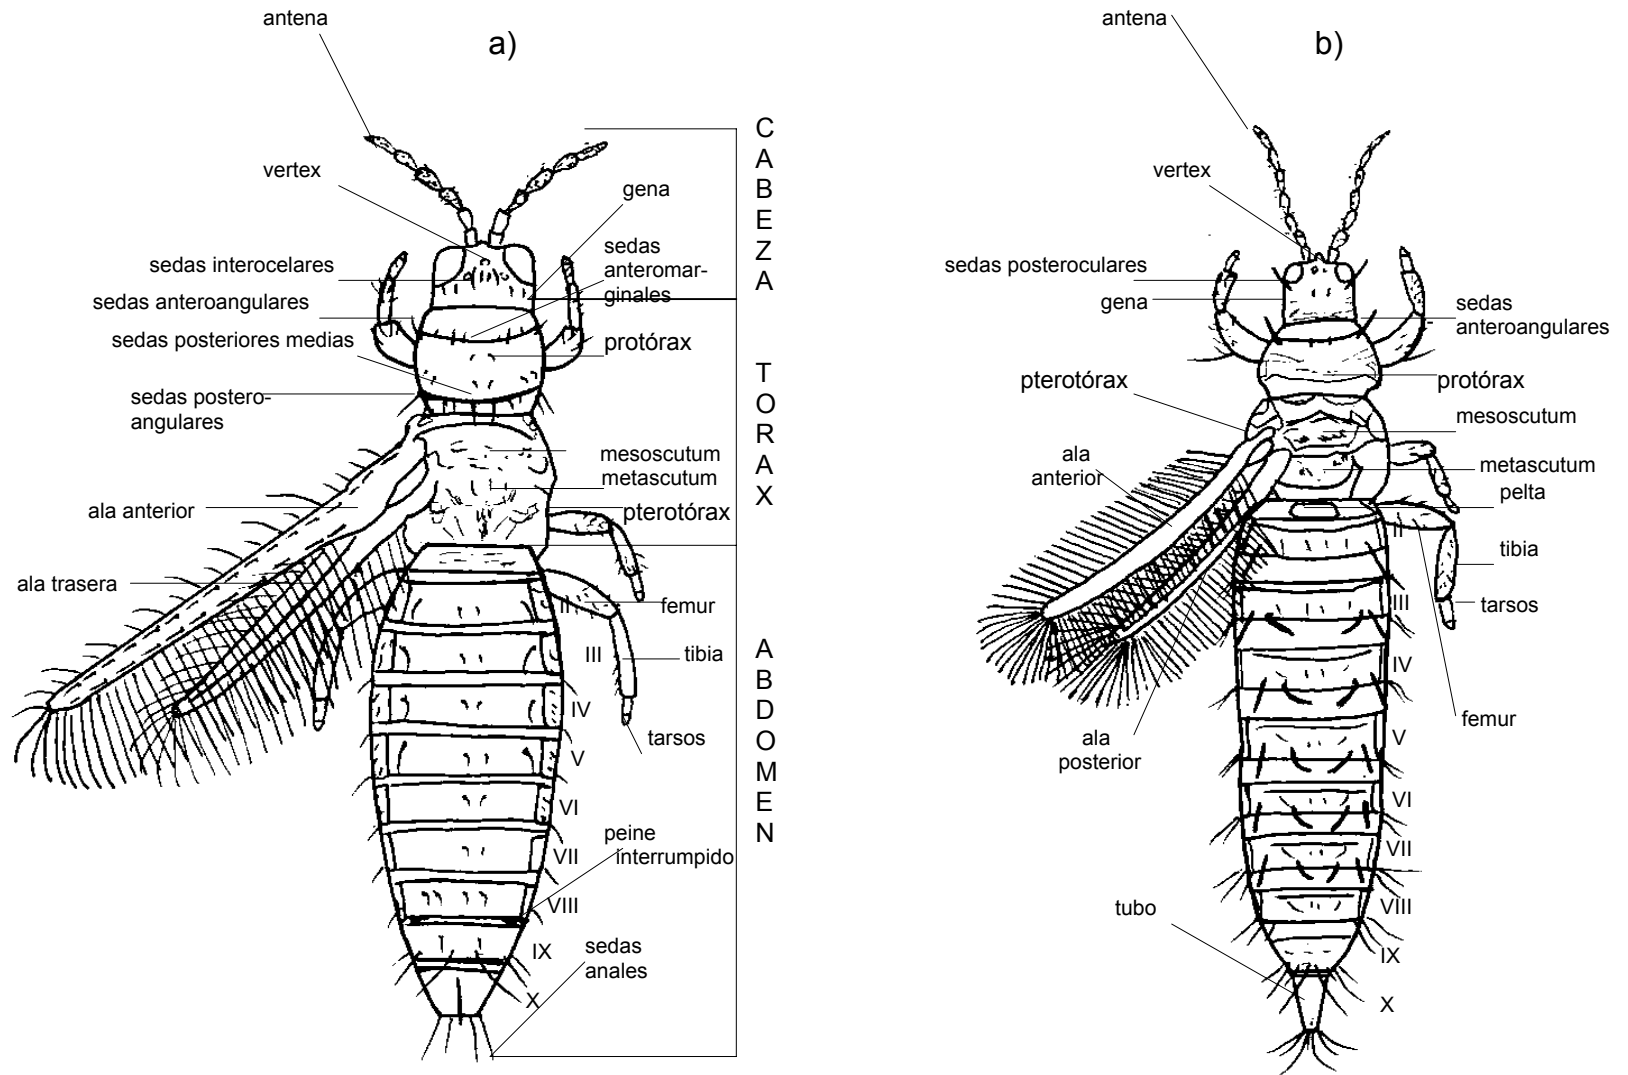 antena
a)
vertex
gena
sedas interocelares
sedas
anteromar-
ginales
sedas anteroangulares
sedas posteriores medias
protórax
sedas postero-
angulares
mesoscutum
metascutum
ala anterior
pterotórax
ala trasera
femur
II
III
tibia
IV
tarsos
V
VI
peine
interrumpido
VII
VIII
sedas
anales
IX
X
CABEZA
TORAX
ABDOMEN
antena
b)
vertex
sedas posteroculares
gena
sedas
anteroangulares
pterotórax
protórax
mesoscutum
ala
anterior
metascutum
pelta
II
tibia
III
tarsos
IV
femur
V
ala
posterior
VI
VII
tubo
VIII
IX
X